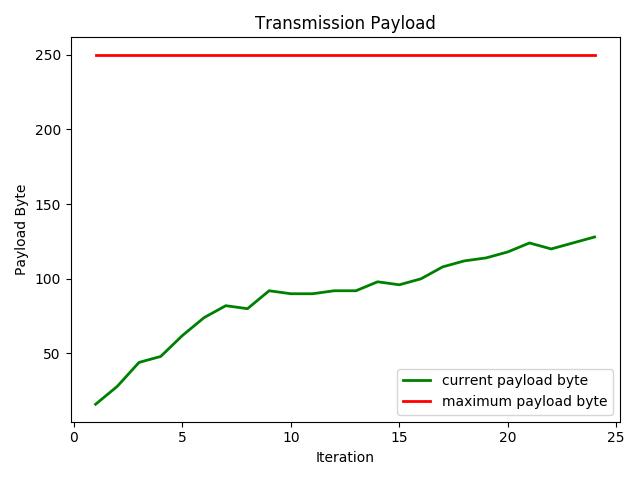 Transmission Payload
250
200
150
100
50
Payload Byte
current payload byte
maximum payload byte
0 5 10 15 20 25
Iteration